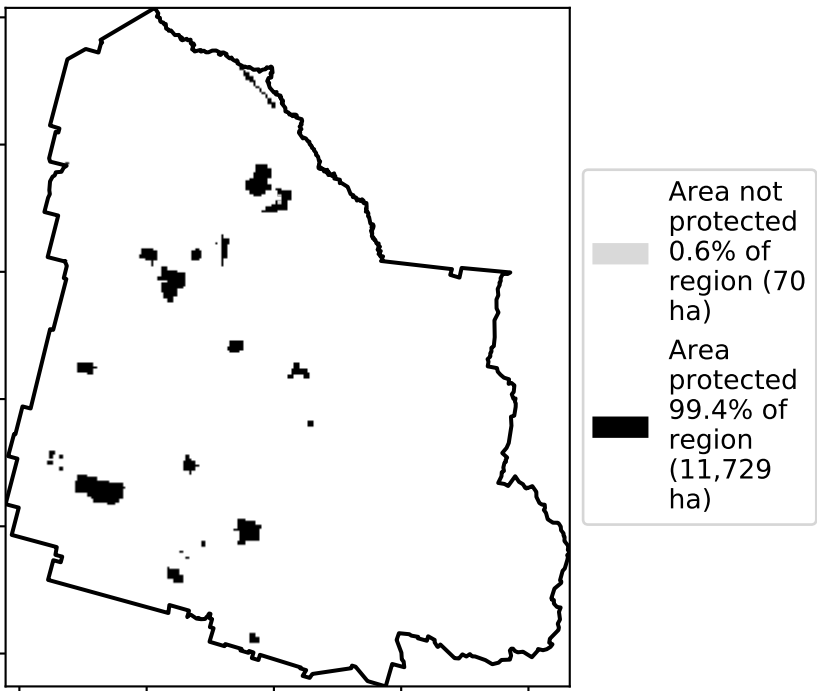 Area not
protected
0.6% of
region (70
ha)
Area
protected
99.4% of
region
(11,729
ha)